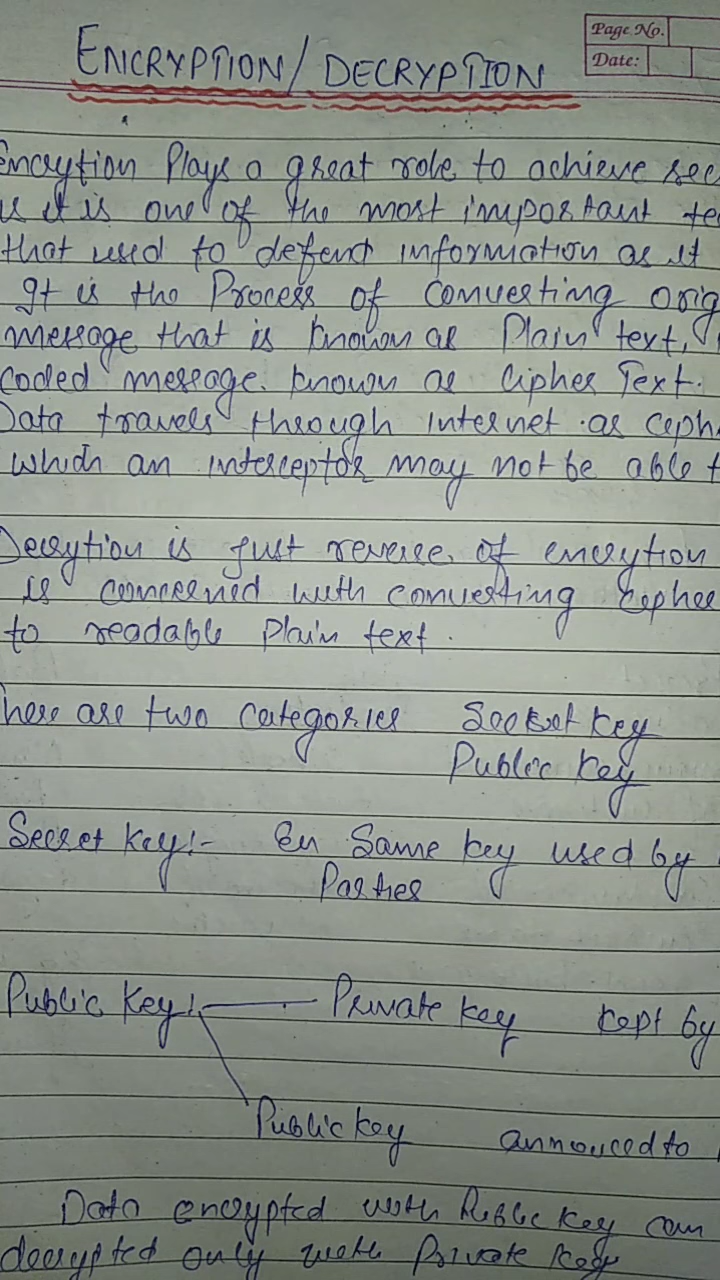 Page No.
Date:
ENCRYPTION/DECRYPTION
Encrytion Plays a great role to achieve sec
it is one of the most important te
that used to defend information as it
It is the Process of Converting orig
message that is known as Plain text,
Coded message known as Cipher Text.
Data travels through internet as ceph
which an interceptor may not be able t
Decrytion is just reverse of encrytion
is concerned with converting cepher
to readable Plain text.
There are two categories Secret key
Public key
Secret key:- En Same key used by
Parties
Public key:- Private key kept by
Public key annouced to
Data encrypted with Public key can
decrypted only with Private key